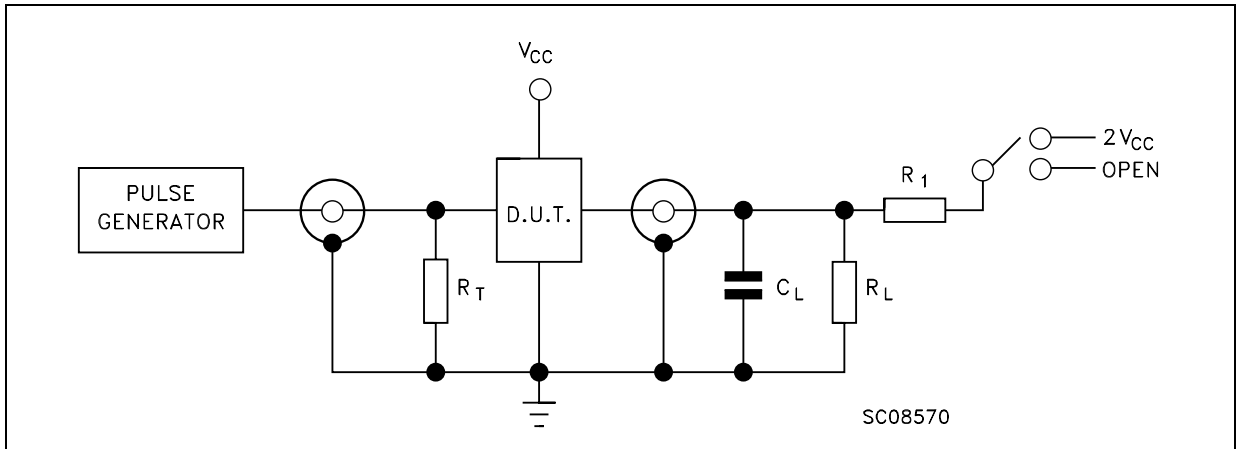 VCC
PULSE
GENERATOR
D.U.T.
RT
CL
RL
R1
2VCC
OPEN
SC08570